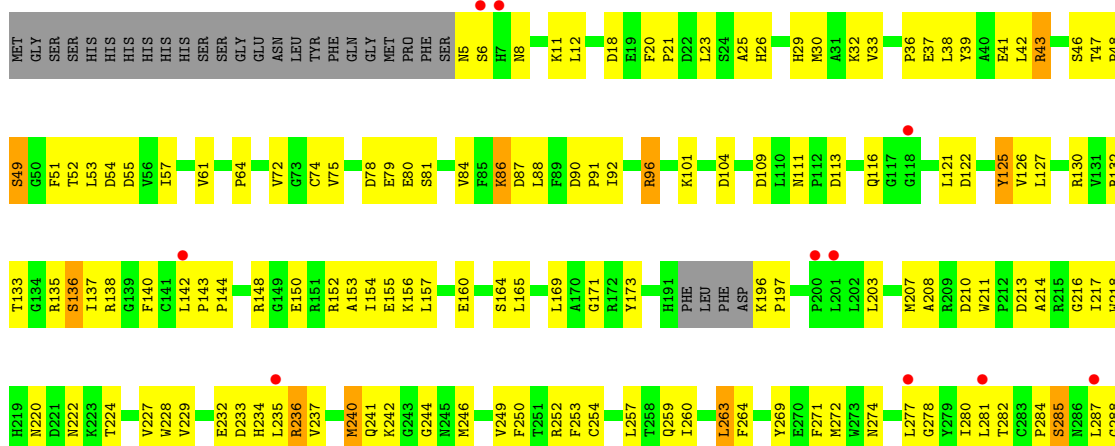 MET GLY SER SER HIS HIS HIS HIS HIS HIS SER SER GLY GLU ASN LEU TYR PHE GLN GLY MET PRO PHE SER N5 S6 H7 N8 K11 L12 D18 E19 F20 P21 D22 L23 S24 A25 H26 H29 M30 A31 K32 V33 P36 E37 L38 Y39 A40 E41 L42 R43 S46 T47
S49 G50 F51 T52 L53 D54 D55 V56 I57 V61 P64 V72 G73 C74 V75 D78 E79 E80 S81 V84 F85 K86 D87 L88 F89 D90 P91 I92 R96 K101 D104 D109 L110 N111 P112 D113 Q116 G117 G118 L121 D122 Y125 V126 L127 R130 V131
T133 G134 R135 S136 I137 R138 G139 F140 C141 L142 P143 P144 R148 G149 E150 R151 R152 A153 I154 E155 K156 L157 E160 S164 L165 L169 A170 G171 R172 Y173 H191 PHE LEU PHE ASP K196 P197 P200 L201 L202 L203 M207 A208 R209 D210 W211 P212 D213 A214 R215 G216 I217 W218
H219 N220 D221 N222 K223 T224 V227 W228 V229 E232 D233 H234 L235 R236 V237 M240 Q241 K242 G243 G244 N245 M246 V249 F250 T251 R252 F253 C254 L257 T258 Q259 I260 L263 F264 Y269 E270 F271 M272 W273 N274 L277 G278 Y279 I280 L281 T282 C283 P284 S285 N286 L287